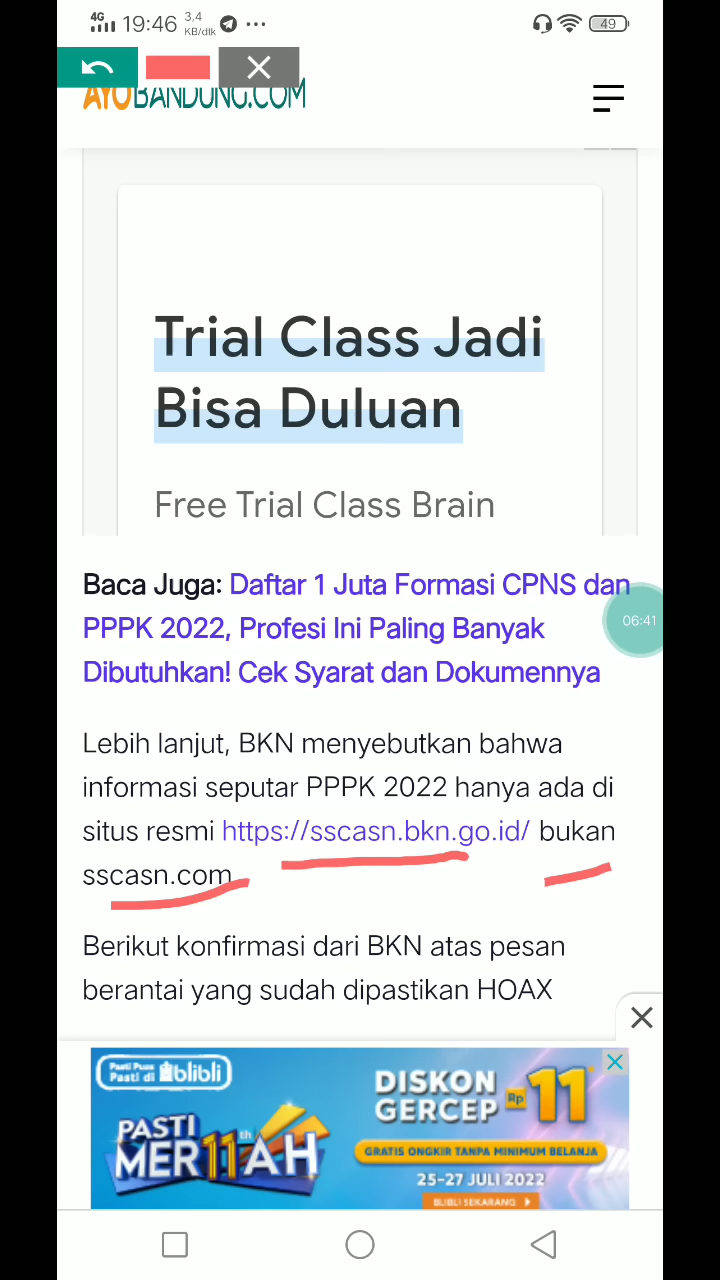 4G 19:46 3,4 KB/dtk ... 49
AYOBANDUNG.COM
Trial Class Jadi
Bisa Duluan
Free Trial Class Brain
Baca Juga: Daftar 1 Juta Formasi CPNS dan
PPPK 2022, Profesi Ini Paling Banyak
Dibutuhkan! Cek Syarat dan Dokumennya
06:41
Lebih lanjut, BKN menyebutkan bahwa
informasi seputar PPPK 2022 hanya ada di
situs resmi https://sscasn.bkn.go.id/ bukan
sscasn.com
Berikut konfirmasi dari BKN atas pesan
berantai yang sudah dipastikan HOAX
Pasti Puas
Pasti di blibli
PASTI
MER11th AH
DISKON
GERCEP Rp 11
GRATIS ONGKIR TANPA MINIMUM BELANJA
25-27 JULI 2022
BLIBLI SEKARANG